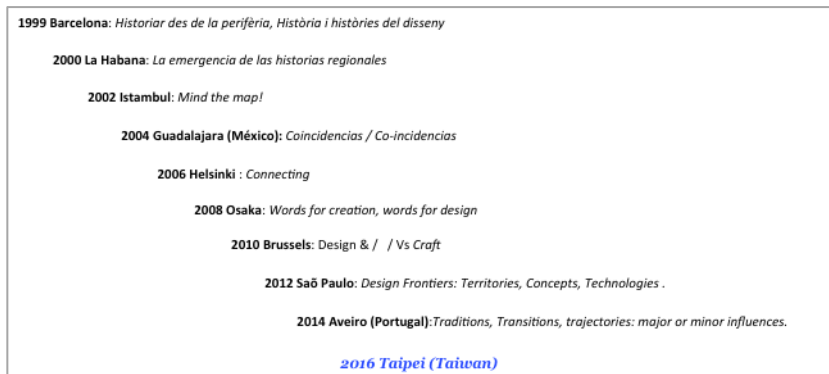 1999 Barcelona: Historiar des de la perifèria, Història i històries del disseny
2000 La Habana: La emergencia de las historias regionales
2002 Istambul: Mind the map!
2004 Guadalajara (México): Coincidencias / Co-incidencias
2006 Helsinki : Connecting
2008 Osaka: Words for creation, words for design
2010 Brussels: Design & / / Vs Craft
2012 Saõ Paulo: Design Frontiers: Territories, Concepts, Technologies .
2014 Aveiro (Portugal):Traditions, Transitions, trajectories: major or minor influences.
2016 Taipei (Taiwan)